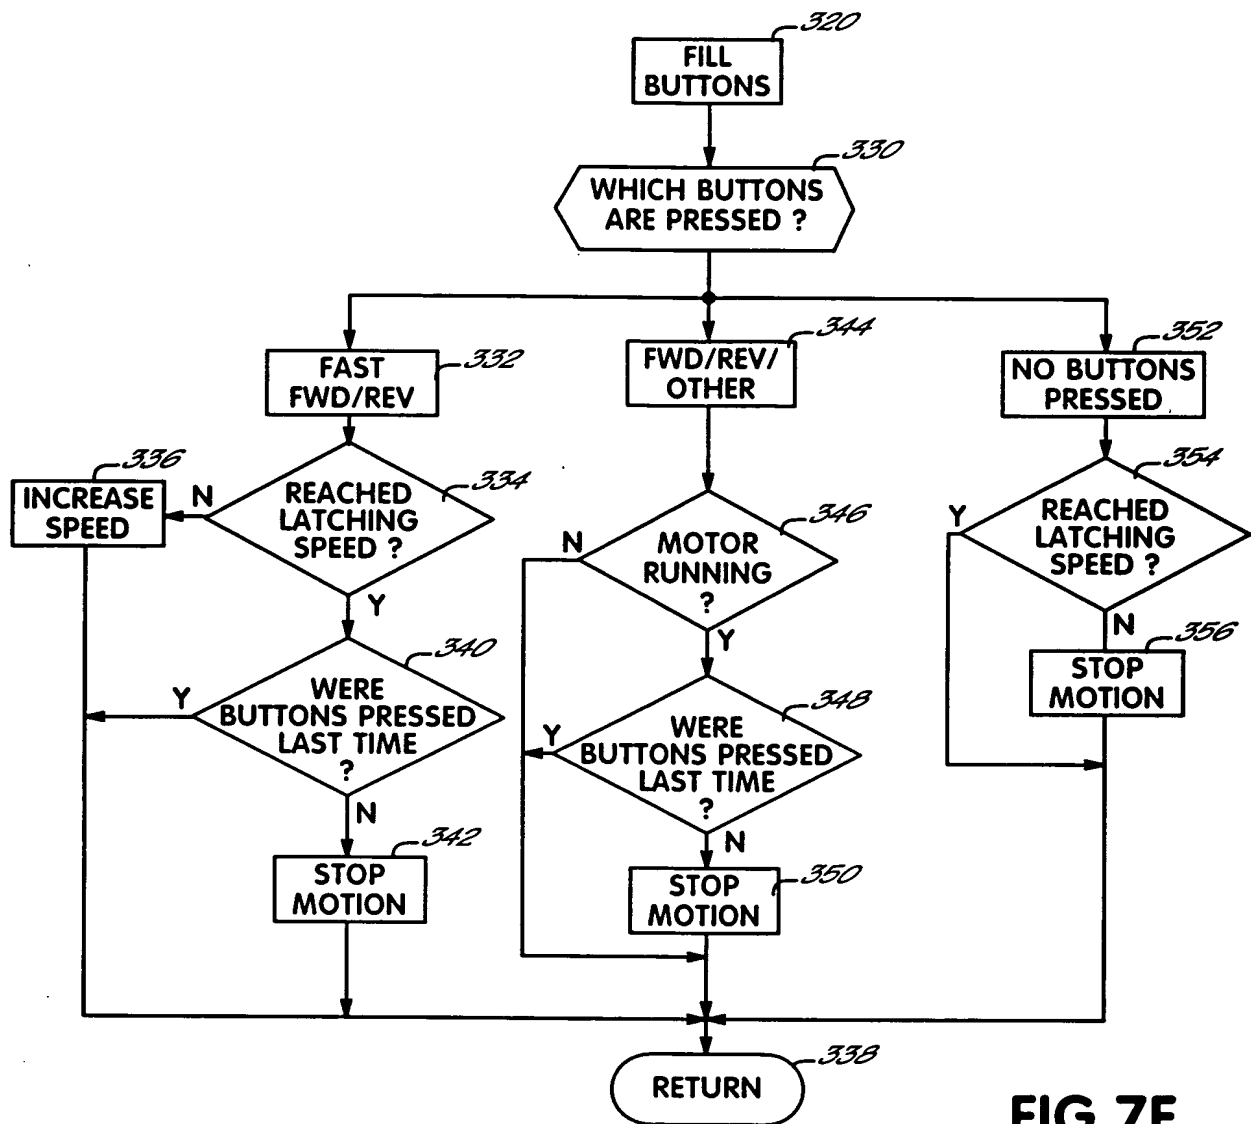 320
FILL
BUTTONS
330
WHICH BUTTONS
ARE PRESSED ?
332
FAST
FWD/REV
344
FWD/REV/
OTHER
352
NO BUTTONS
PRESSED
336
INCREASE
SPEED
N
334
REACHED
LATCHING
SPEED ?
Y
346
N
MOTOR
RUNNING
?
Y
354
Y
REACHED
LATCHING
SPEED ?
N
356
STOP
MOTION
340
Y
WERE
BUTTONS PRESSED
LAST TIME
?
N
348
Y
WERE
BUTTONS PRESSED
LAST TIME
?
N
342
STOP
MOTION
350
STOP
MOTION
338
RETURN
FIG. 7F